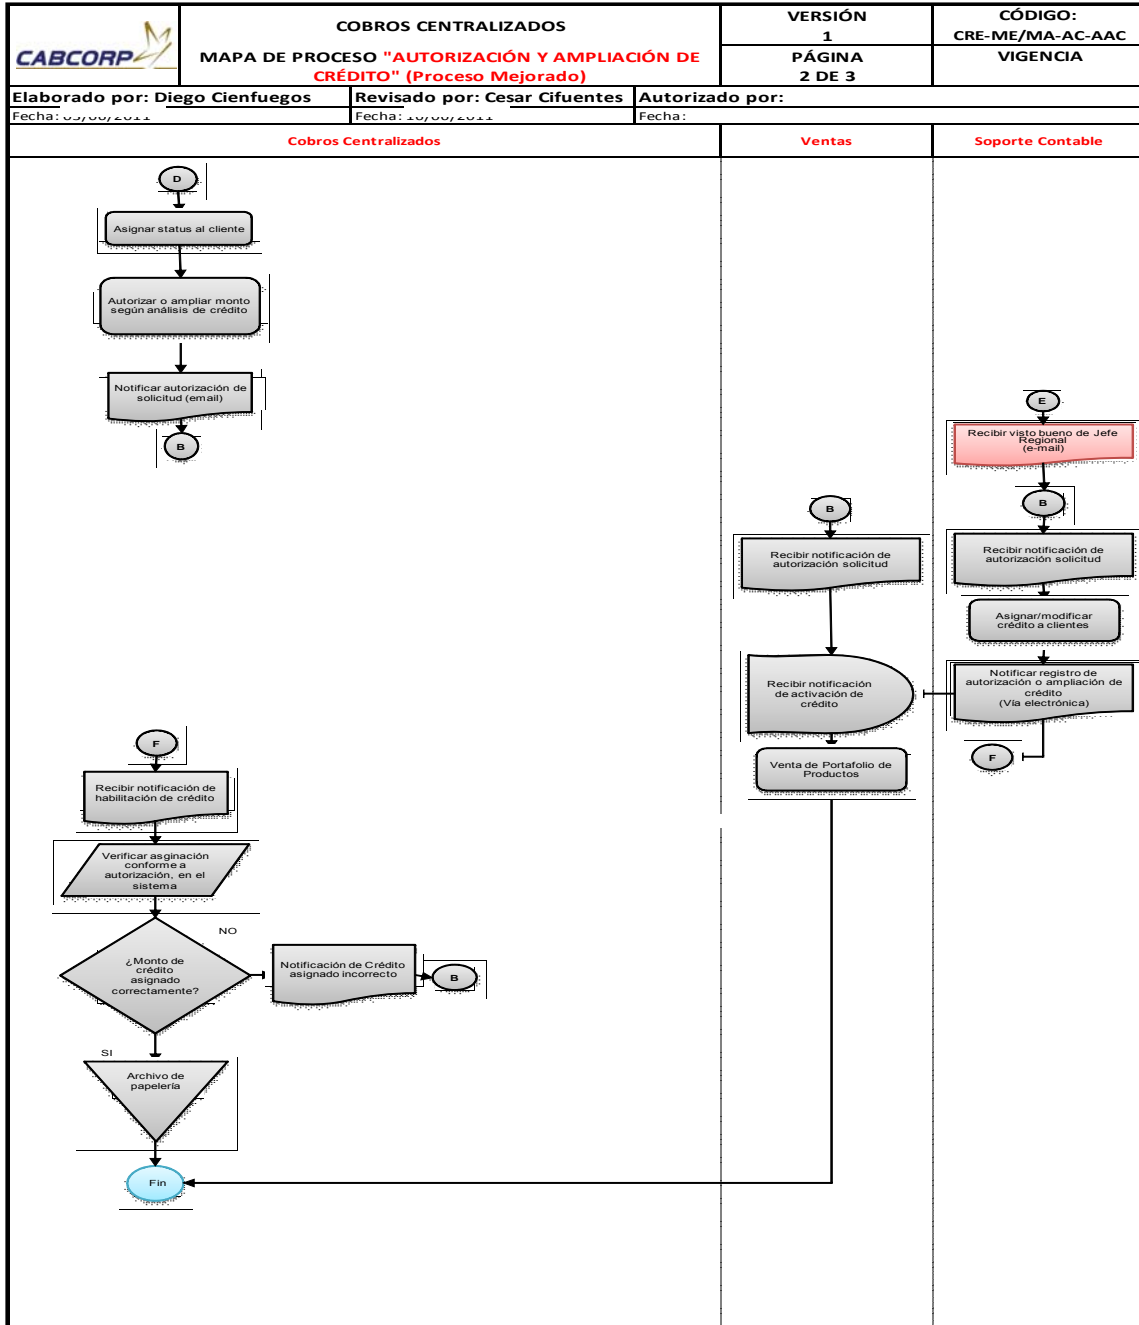 CABCORP
COBROS CENTRALIZADOS
MAPA DE PROCESO "AUTORIZACIÓN Y AMPLIACIÓN DE
CRÉDITO" (Proceso Mejorado)
VERSIÓN
1
PÁGINA
2 DE 3
CÓDIGO:
CRE-ME/MA-AC-AAC
VIGENCIA
Elaborado por: Diego Cienfuegos
Revisado por: Cesar Cifuentes
Autorizado por:
Fecha:
Fecha:
Fecha:
Cobros Centralizados
Ventas
Soporte Contable
D
Asignar status al cliente
Autorizar o ampliar monto
según análisis de crédito
Notificar autorización de
solicitud (email)
B
E
Recibir visto bueno de Jefe
Regional
(e-mail)
B
Recibir notificación de
autorización solicitud
Asignar/modificar
crédito a clientes
Notificar registro de
autorización o ampliación de
crédito
(Vía electrónica)
F
B
Recibir notificación de
autorización solicitud
Recibir notificación
de activación de
crédito
Venta de Portafolio de
Productos
F
Recibir notificación de
habilitación de crédito
Verificar asginación
conforme a
autorización, en el
sistema
¿Monto de
crédito
asignado
correctamente?
NO
Notificación de Crédito
asignado incorrecto
B
SI
Archivo de
papelería
Fin